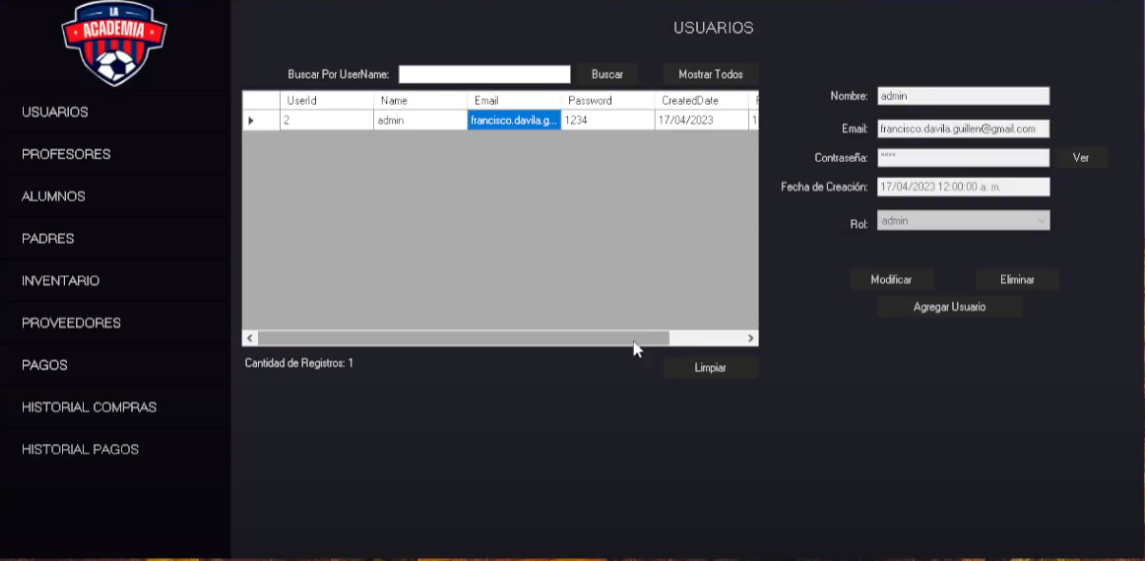 LA
ACADEMIA
USUARIOS
PROFESORES
ALUMNOS
PADRES
INVENTARIO
PROVEEDORES
PAGOS
HISTORIAL COMPRAS
HISTORIAL PAGOS
USUARIOS
Buscar Por UserName: Buscar Mostrar Todos
UserId Name Email Password CreatedDate
2 admin francisco.davila.g... 1234 17/04/2023
Cantidad de Registros: 1
Limpiar
Nombre: admin
Email: francisco.davila.guillen@gmail.com
Contraseña: **** Ver
Fecha de Creación: 17/04/2023 12:00:00 a. m.
Rol: admin
Modificar Eliminar
Agregar Usuario